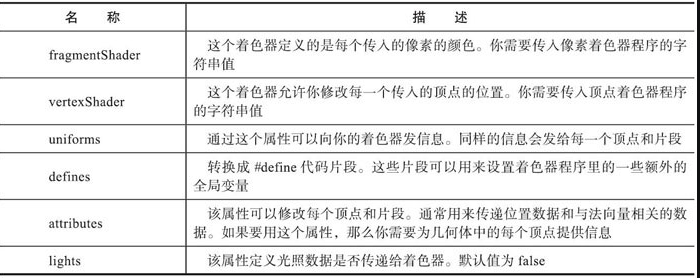 名 称 描 述
fragmentShader 这个着色器定义的是每个传入的像素的颜色。你需要传入像素着色器程序的字
符串值
vertexShader 这个着色器允许你修改每一个传入的顶点的位置。你需要传入顶点着色器程序
的字符串值
uniforms 通过这个属性可以向你的着色器发信息。同样的信息会发给每一个顶点和片段
defines 转换成 #define 代码片段。这些片段可以用来设置着色器程序里的一些额外的
全局变量
attributes 该属性可以修改每个顶点和片段。通常用来传递位置数据和与法向量相关的数
据。如果要用这个属性，那么你需要为几何体中的每个顶点提供信息
lights 该属性定义光照数据是否传递给着色器。默认值为 false